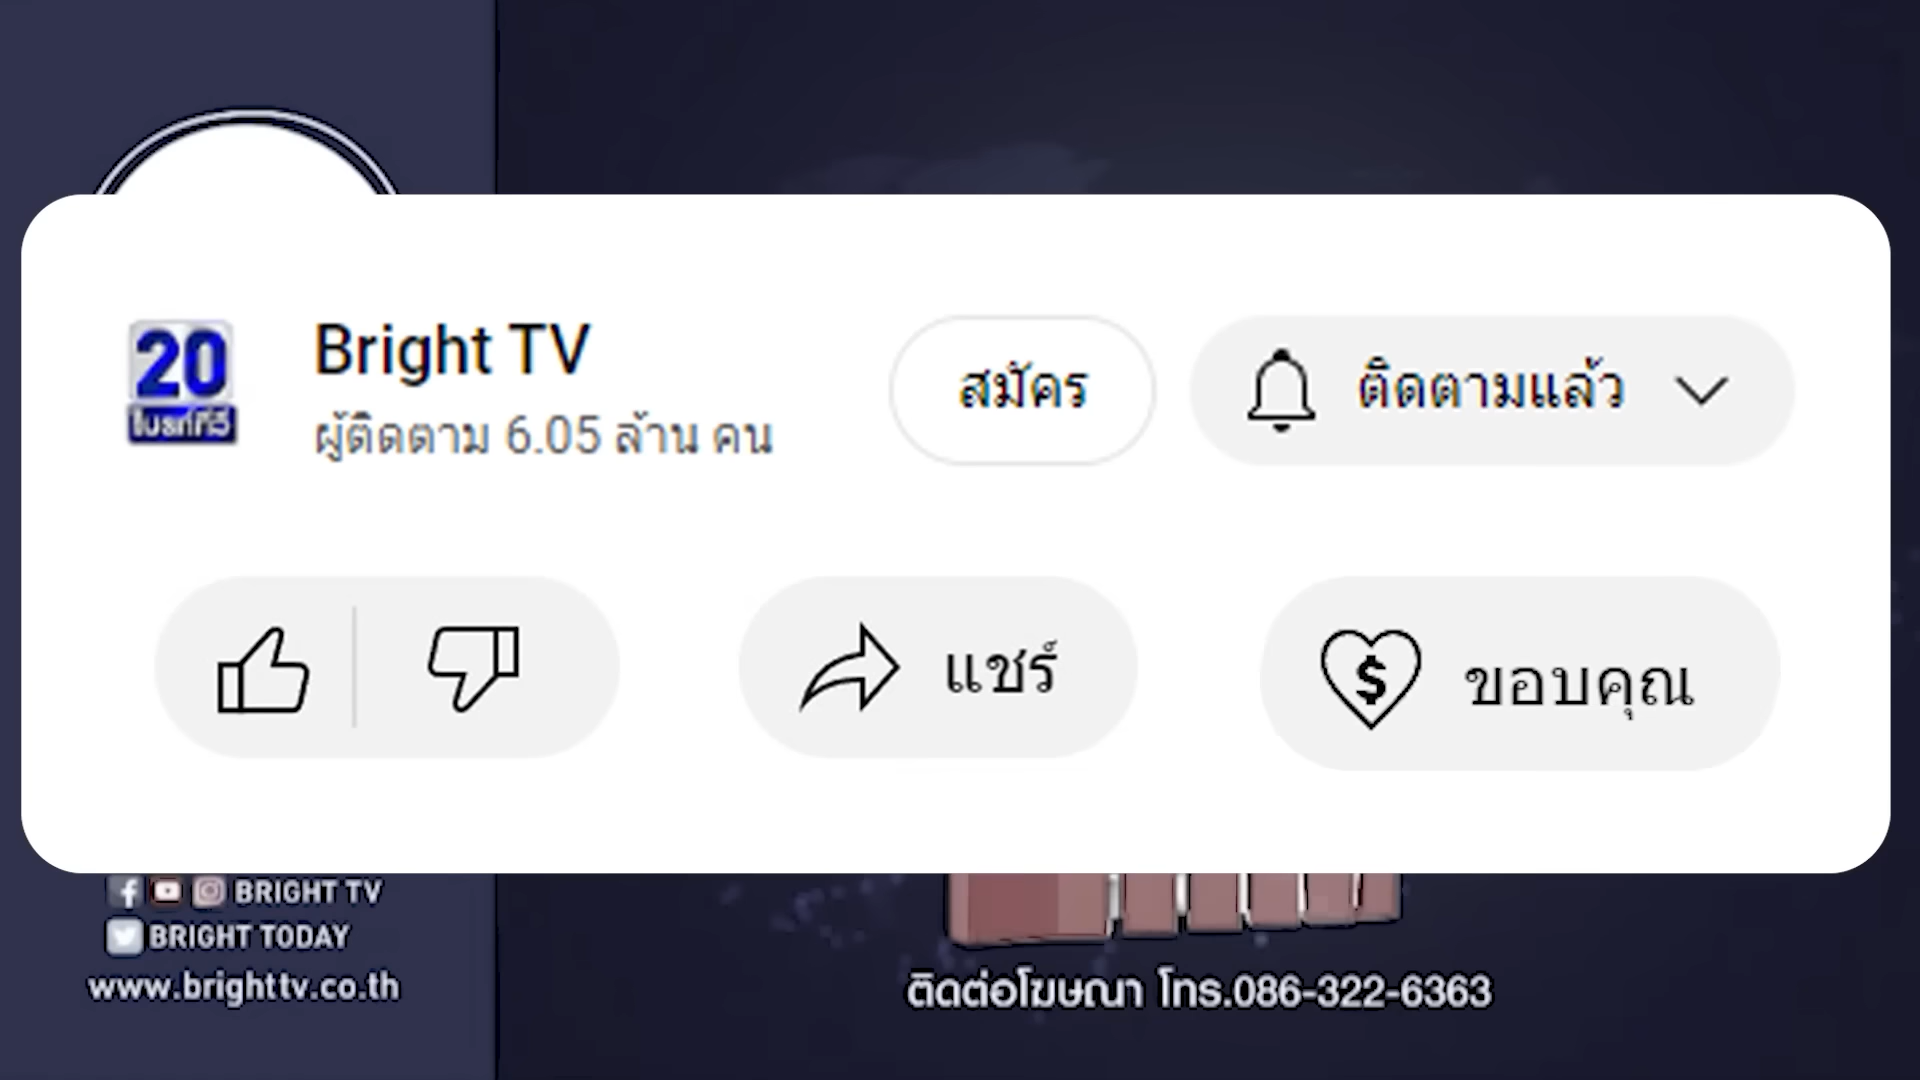 20
ไบรท์ทีวี
Bright TV
ผู้ติดตาม 6.05 ล้าน คน
สมัคร
ติดตามแล้ว
แชร์
$ ขอบคุณ
BRIGHT TV
BRIGHT TODAY
www.brighttv.co.th
ติดต่อโฆษณา โทร.086-322-6363